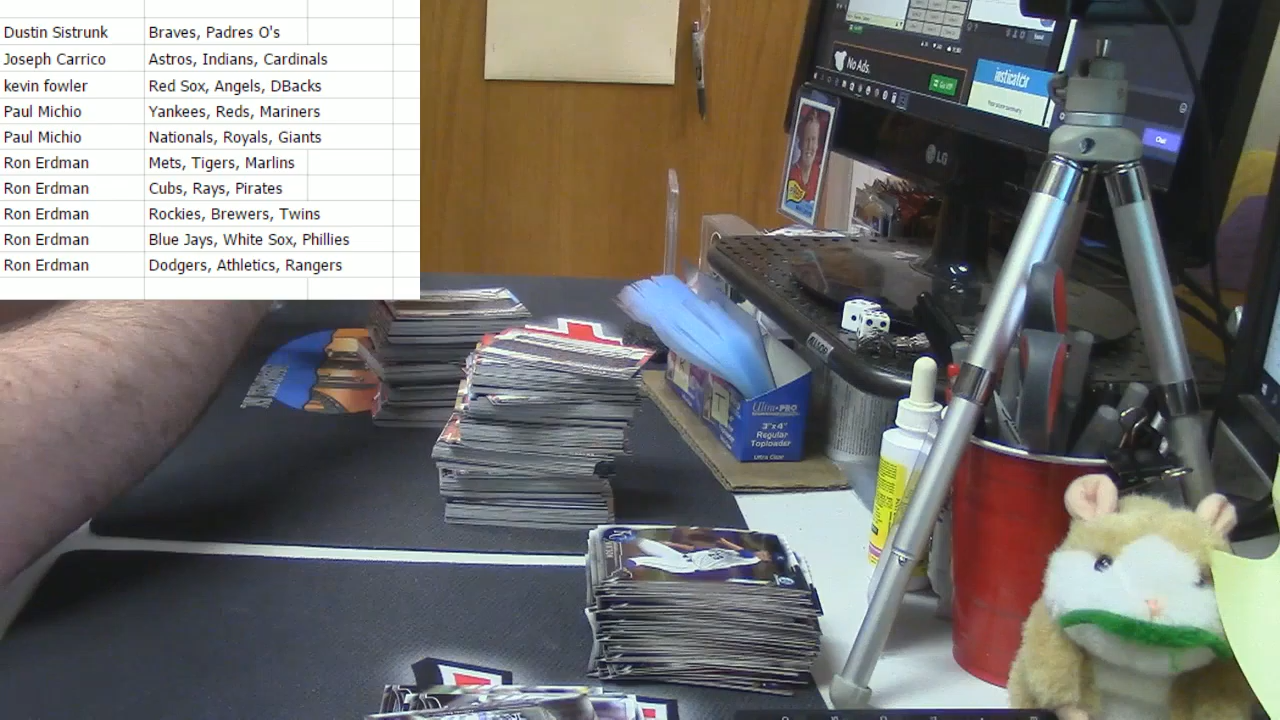 Dustin Sistrunk Braves, Padres O's
Joseph Carrico Astros, Indians, Cardinals
kevin fowler Red Sox, Angels, DBacks
Paul Michio Yankees, Reds, Mariners
Paul Michio Nationals, Royals, Giants
Ron Erdman Mets, Tigers, Marlins
Ron Erdman Cubs, Rays, Pirates
Ron Erdman Rockies, Brewers, Twins
Ron Erdman Blue Jays, White Sox, Phillies
Ron Erdman Dodgers, Athletics, Rangers
No Ads.
insticator
LG
Ultra-PRO
3"x4"
Regular
Toploader
Ultra Clear